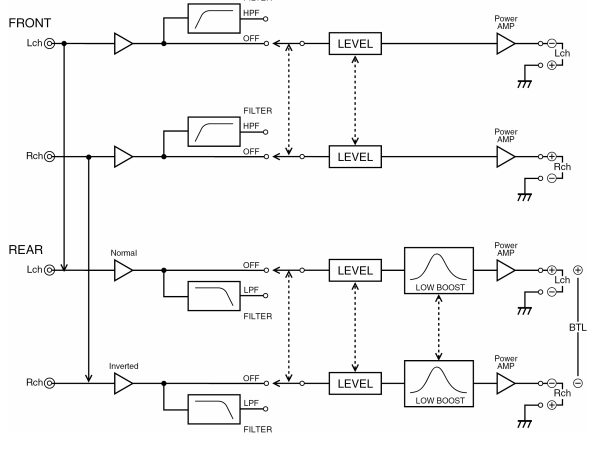 FILTER
HPF
FRONT
Power
AMP
Lch
OFF
LEVEL
−
Lch
+
FILTER
HPF
Power
AMP
Rch
OFF
LEVEL
+
Rch
−
REAR
Normal
Power
AMP
Lch
OFF
LEVEL
LOW BOOST
+
Lch
−
+
LPF
FILTER
BTL
Inverted
Power
AMP
Rch
OFF
LEVEL
LOW BOOST
−
Rch
+
−
LPF
FILTER